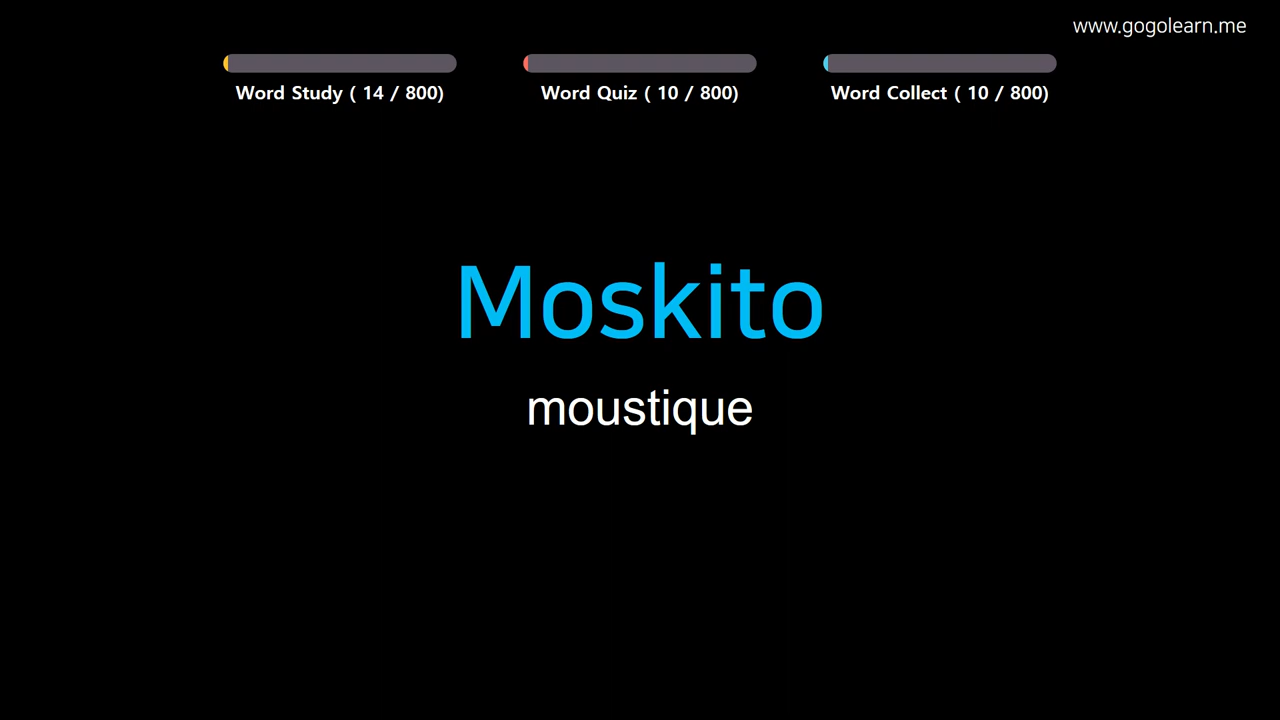 www.gogolearn.me
Word Study ( 14 / 800)
Word Quiz ( 10 / 800)
Word Collect ( 10 / 800)
Moskito
moustique